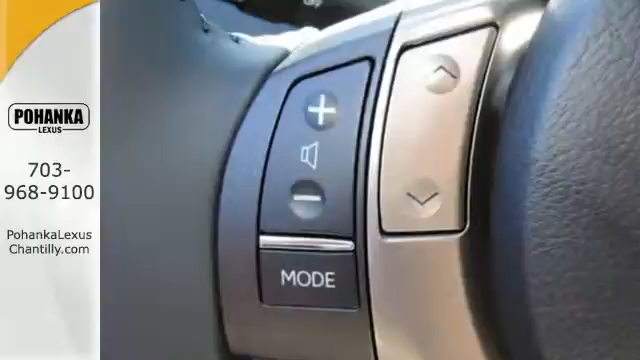 POHANKA
LEXUS
703-
968-9100
PohankaLexus
Chantilly.com
MODE